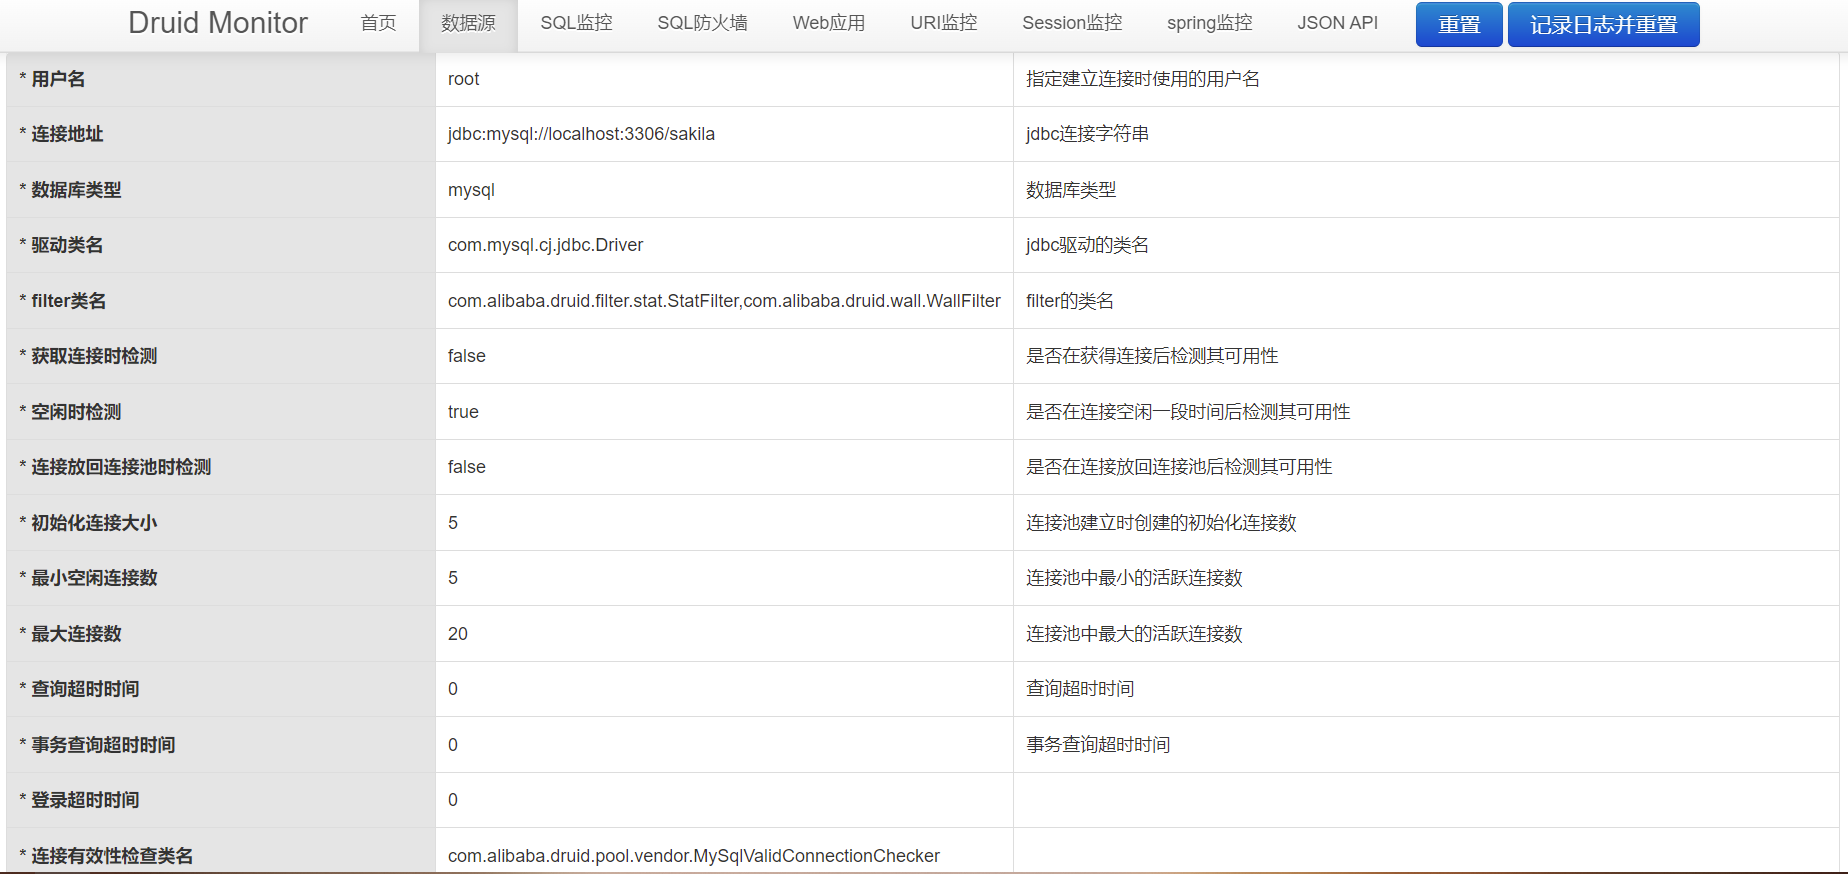 Druid Monitor 首页 数据源 SQL监控 SQL防火墙 Web应用 URI监控 Session监控 spring监控 JSON API 重置 记录日志并重置
* 用户名 root 指定建立连接时使用的用户名
* 连接地址 jdbc:mysql://localhost:3306/sakila jdbc连接字符串
* 数据库类型 mysql 数据库类型
* 驱动类名 com.mysql.cj.jdbc.Driver jdbc驱动的类名
* filter类名 com.alibaba.druid.filter.stat.StatFilter,com.alibaba.druid.wall.WallFilter filter的类名
* 获取连接时检测 false 是否在获得连接后检测其可用性
* 空闲时检测 true 是否在连接空闲一段时间后检测其可用性
* 连接放回连接池时检测 false 是否在连接放回连接池后检测其可用性
* 初始化连接大小 5 连接池建立时创建的初始化连接数
* 最小空闲连接数 5 连接池中最小的活跃连接数
* 最大连接数 20 连接池中最大的活跃连接数
* 查询超时时间 0 查询超时时间
* 事务查询超时时间 0 事务查询超时时间
* 登录超时时间 0
* 连接有效性检查类名 com.alibaba.druid.pool.vendor.MySqlValidConnectionChecker